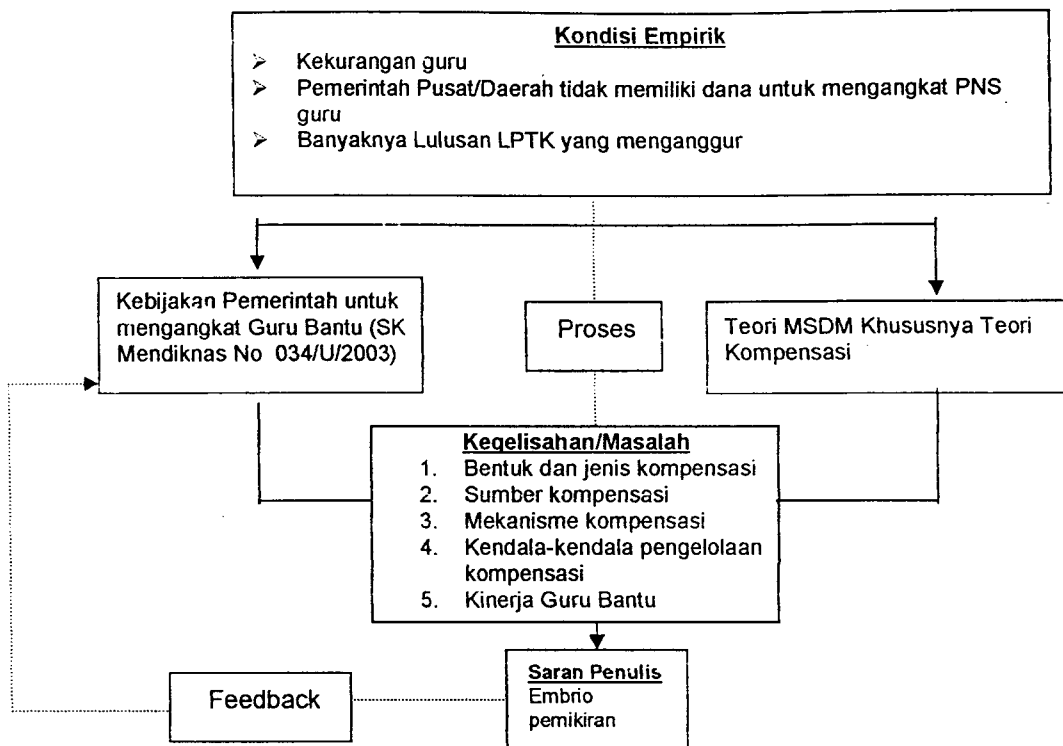 Kondisi Empirik
➢ Kekurangan guru
➢ Pemerintah Pusat/Daerah tidak memiliki dana untuk mengangkat PNS
guru
➢ Banyaknya Lulusan LPTK yang menganggur
Kebijakan Pemerintah untuk
mengangkat Guru Bantu (SK
Mendiknas No 034/U/2003)
Proses
Teori MSDM Khususnya Teori
Kompensasi
Kegelisahan/Masalah
1. Bentuk dan jenis kompensasi
2. Sumber kompensasi
3. Mekanisme kompensasi
4. Kendala-kendala pengelolaan
kompensasi
5. Kinerja Guru Bantu
Saran Penulis
Embrio
pemikiran
Feedback